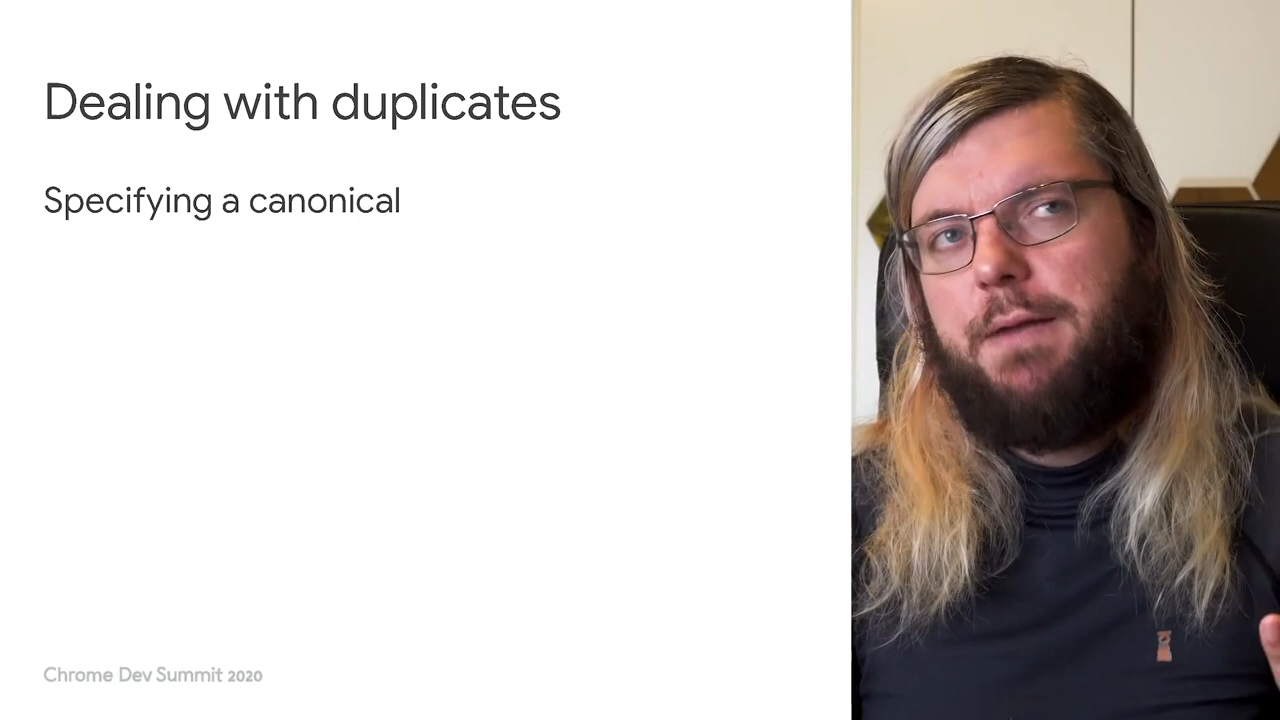 Dealing with duplicates
Specifying a canonical
Chrome Dev Summit 2020